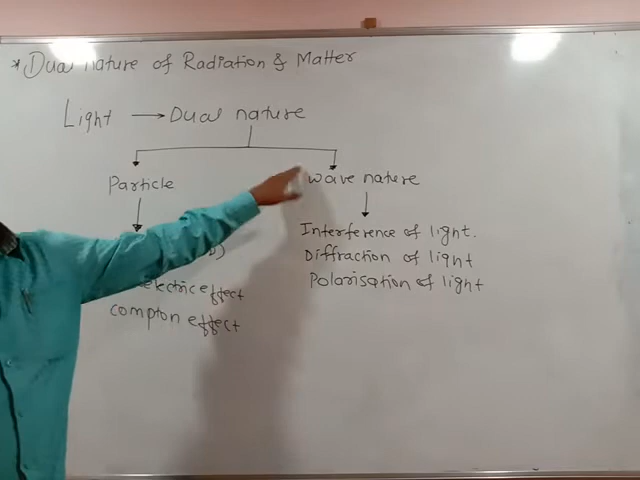 *Dual nature of Radiation & Matter
Light → Dual nature
Particle
wave nature
electric effect
compton effect
Interference of light.
Diffraction of light
Polarisation of light